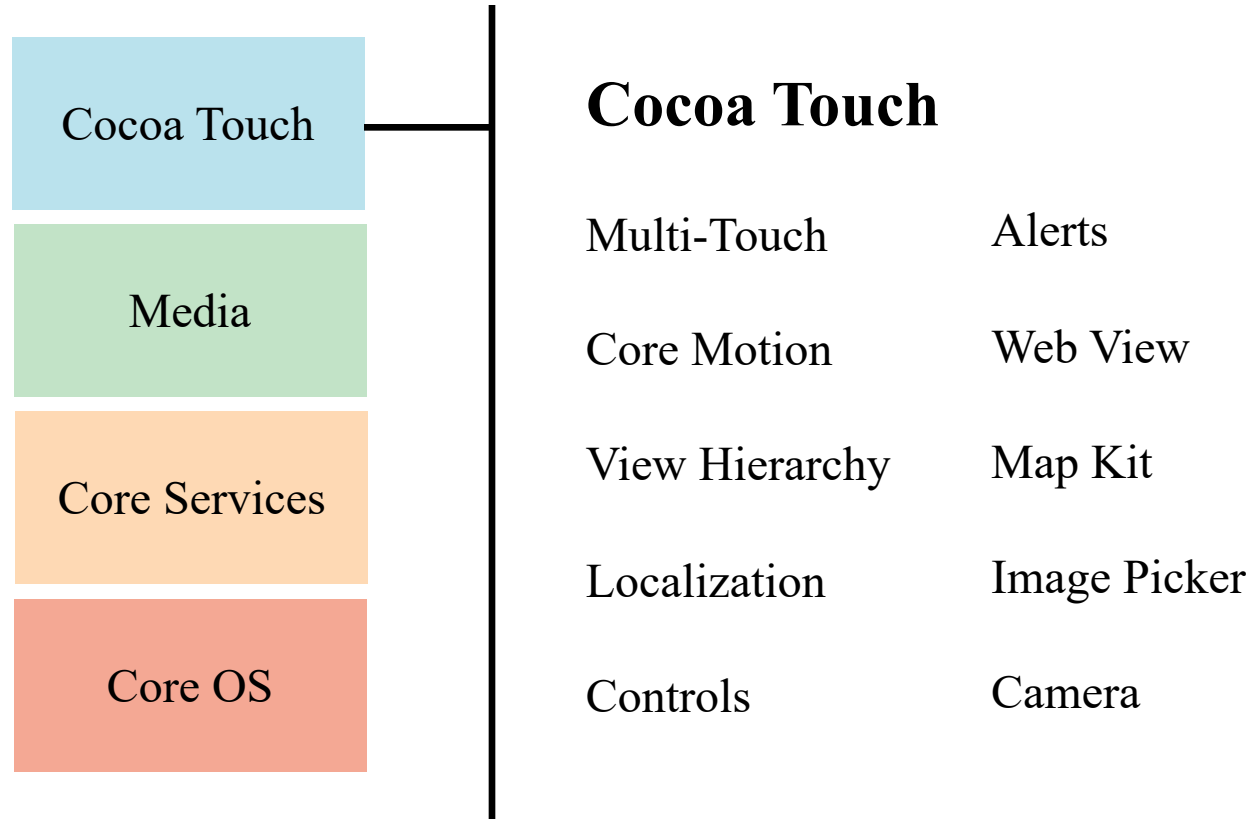 Cocoa Touch
Media
Core Services
Core OS
Cocoa Touch
Multi-Touch
Core Motion
View Hierarchy
Localization
Controls
Alerts
Web View
Map Kit
Image Picker
Camera